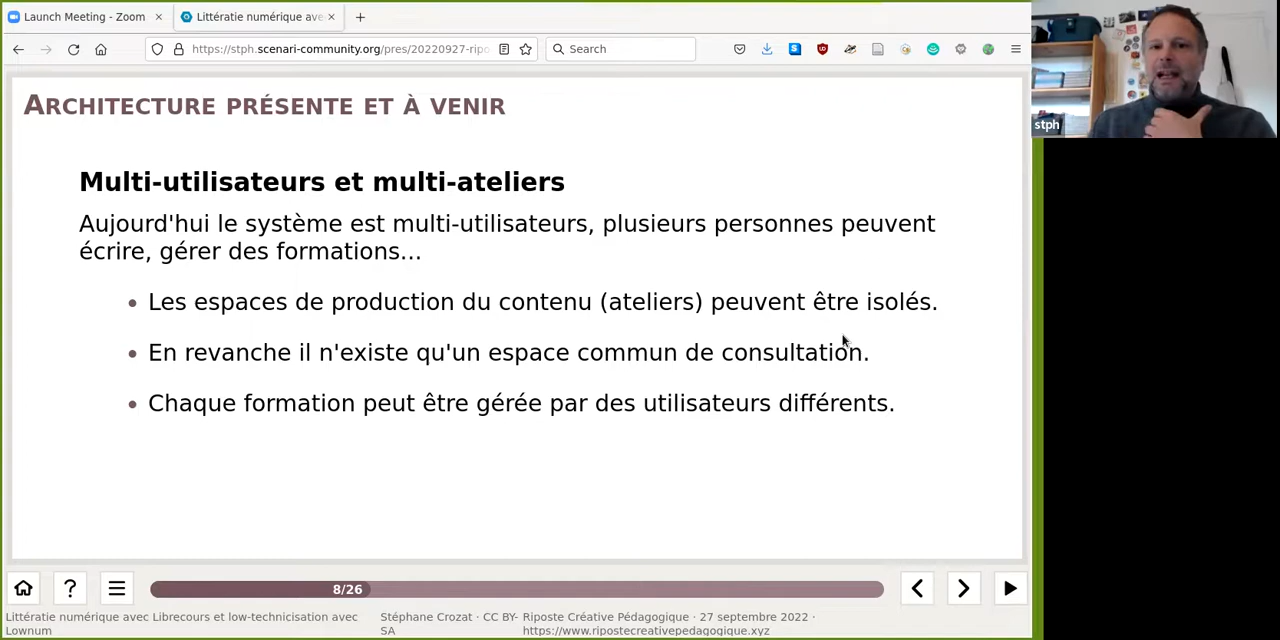 Launch Meeting - Zoom
Littératie numérique ave
https://stph.scenari-community.org/pres/20220927-ripo
Search
stph
ARCHITECTURE PRÉSENTE ET À VENIR
Multi-utilisateurs et multi-ateliers
Aujourd'hui le système est multi-utilisateurs, plusieurs personnes peuvent
écrire, gérer des formations...
Les espaces de production du contenu (ateliers) peuvent être isolés.
En revanche il n'existe qu'un espace commun de consultation.
Chaque formation peut être gérée par des utilisateurs différents.
8/26
Littératie numérique avec Librecours et low-technicisation avec
Lownum
Stéphane Crozat · CC BY-
SA
Riposte Créative Pédagogique · 27 septembre 2022 ·
https://www.ripostecreativepedagogique.xyz